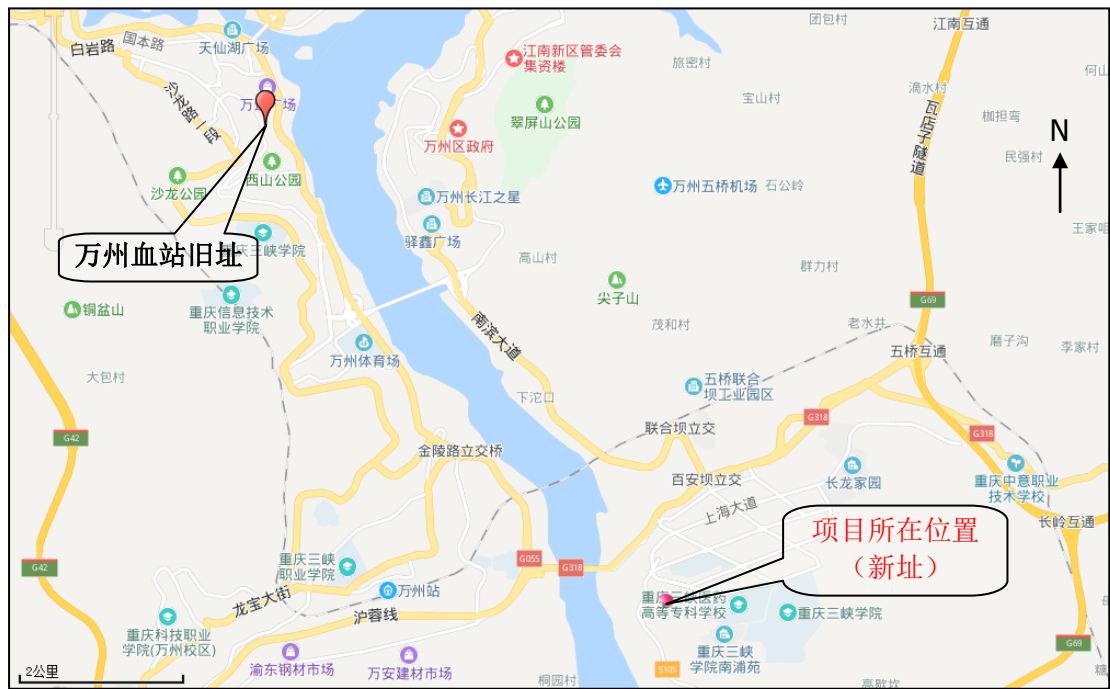 团包村
江南互通
国本路
白岩路
天仙湖广场
江南新区管委会
集资楼
旅密村
何山
滴水村
宝山村
万
广场
沙龙路一段
翠屏山公园
枷担弯
瓦店子隧道
N
万州区政府
民强村
西山公园
沙龙公园
万州五桥机场
石公岭
万州长江之星
王家咀
驿鑫广场
万州血站旧址
重庆三峡学院
高山村
群力村
尖子山
G69
铜盆山
重庆信息技术
职业学院
南滨大道
茂和村
老水井
磨子沟
李家村
五桥互通
万州体育场
大包村
五桥联合
坝工业园区
下沱口
G318
联合坝立交
G318
G42
金陵路立交桥
百安坝立交
长龙家园
重庆中意职业
技术学校
上海大道
长岭互通
项目所在位置
（新址）
G055
G318
重庆三峡
职业学院
G42
万州站
龙宝大街
沪蓉线
重庆三峡医药
高等专科学校
重庆三峡学院
重庆科技职业
学院(万州校区)
G69
重庆三峡
学院南浦苑
渝东钢材市场
万安建材市场
S105
2公里
桐园村
高歇坎
糖